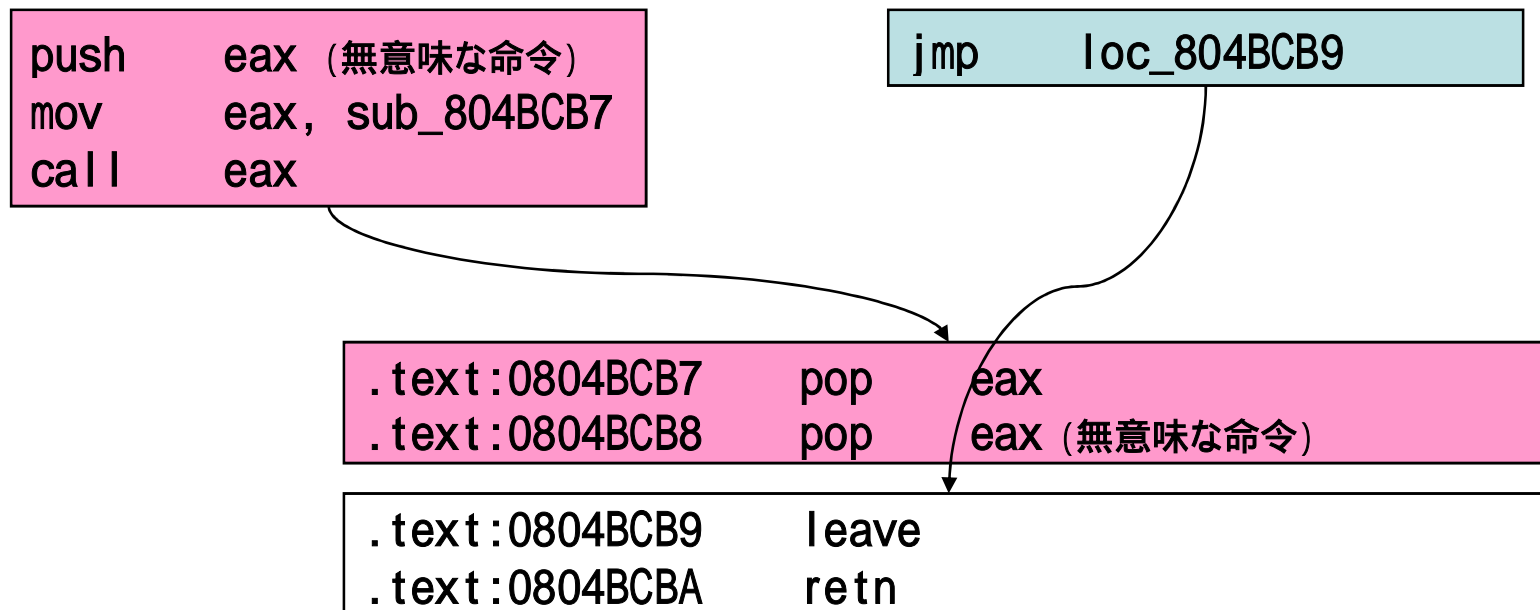 push eax (無意味な命令)
mov eax, sub_804BCB7
call eax
jmp loc_804BCB9
.text:0804BCB7 pop eax
.text:0804BCB8 pop eax (無意味な命令)
.text:0804BCB9 leave
.text:0804BCBA retn